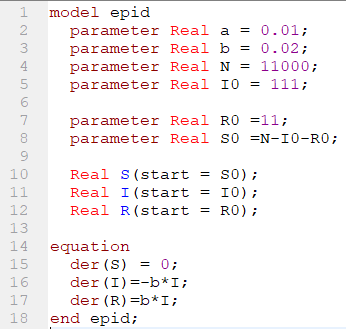 1 model epid
2 parameter Real a = 0.01;
3 parameter Real b = 0.02;
4 parameter Real N = 11000;
5 parameter Real I0 = 111;
6
7 parameter Real R0 =11;
8 parameter Real S0 =N-I0-R0;
9
10 Real S(start = S0);
11 Real I(start = I0);
12 Real R(start = R0);
13
14 equation
15 der(S) = 0;
16 der(I)=-b*I;
17 der(R)=b*I;
18 end epid;